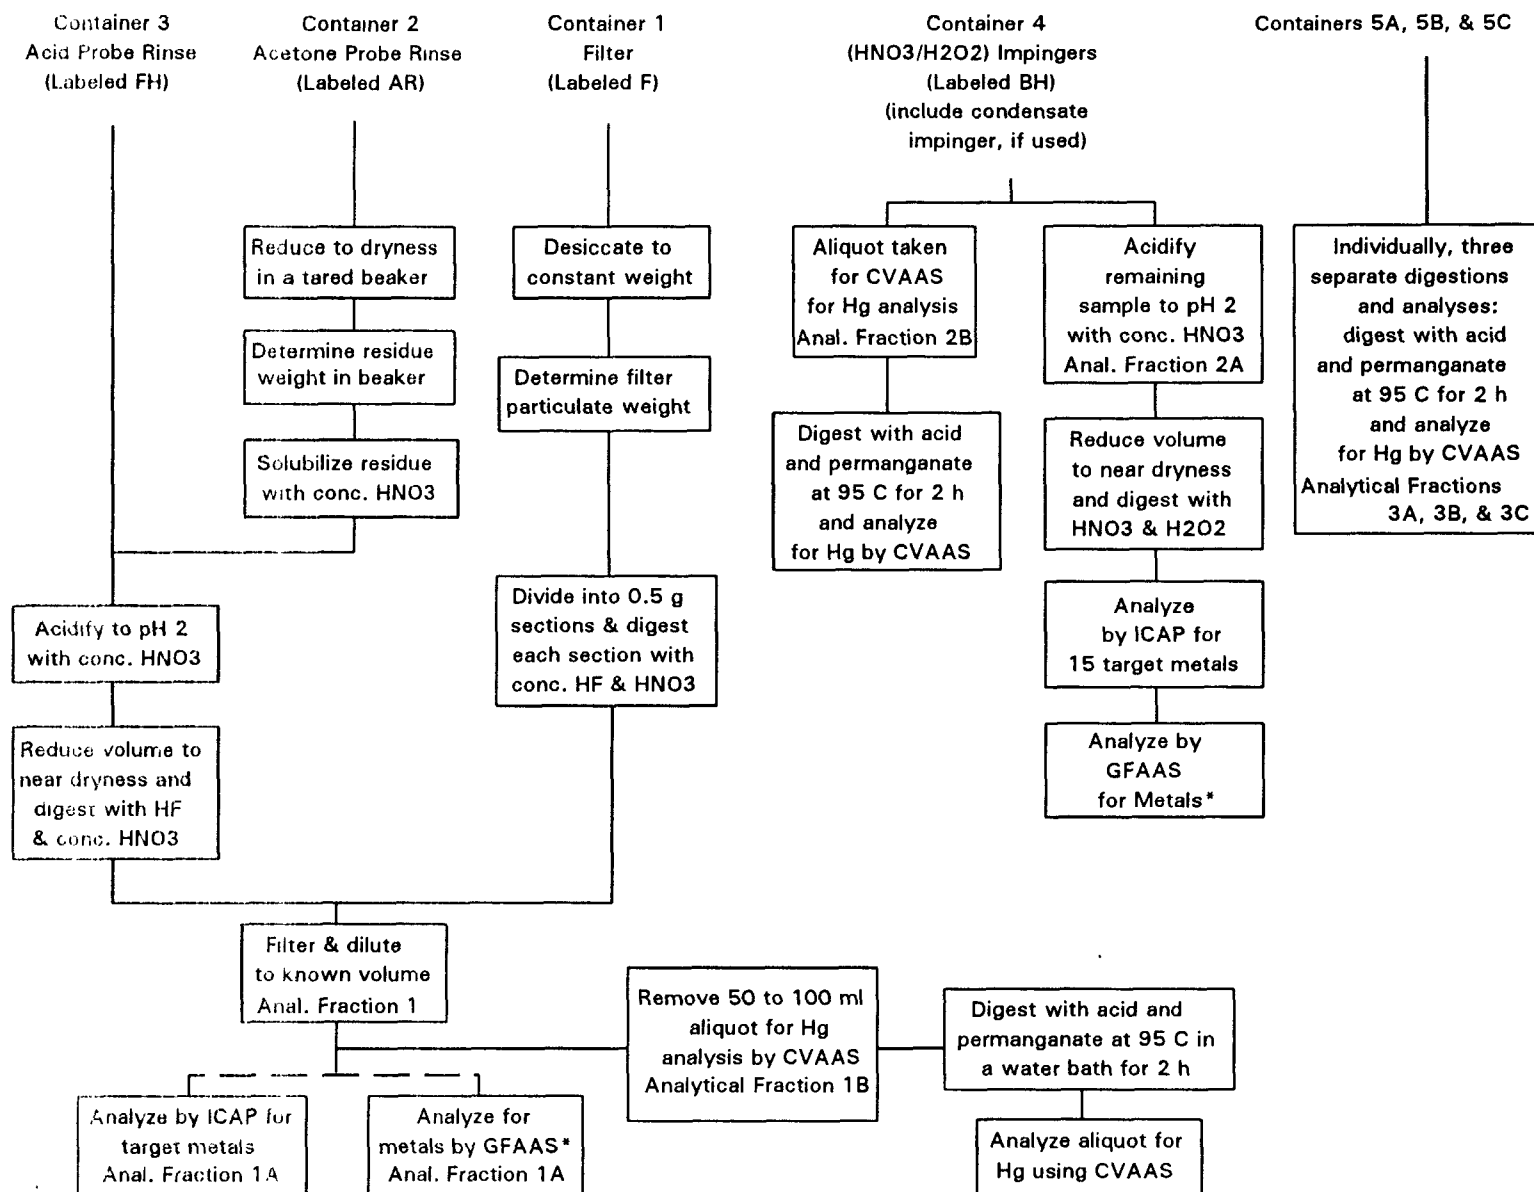 Container 3
Acid Probe Rinse
(Labeled FH)
Container 2
Acetone Probe Rinse
(Labeled AR)
Container 1
Filter
(Labeled F)
Container 4
(HNO3/H2O2) Impingers
(Labeled BH)
(include condensate
impinger, if used)
Containers 5A, 5B, & 5C
Reduce to dryness
in a tared beaker
Determine residue
weight in beaker
Solubilize residue
with conc. HNO3
Desiccate to
constant weight
Determine filter
particulate weight
Divide into 0.5 g
sections & digest
each section with
conc. HF & HNO3
Aliquot taken
for CVAAS
for Hg analysis
Anal. Fraction 2B
Digest with acid
and permanganate
at 95 C for 2 h
and analyze
for Hg by CVAAS
Acidify
remaining
sample to pH 2
with conc. HNO3
Anal. Fraction 2A
Reduce volume
to near dryness
and digest with
HNO3 & H2O2
Analyze
by ICAP for
15 target metals
Analyze by
GFAAS
for Metals*
Individually, three
separate digestions
and analyses:
digest with acid
and permanganate
at 95 C for 2 h
and analyze
for Hg by CVAAS
Analytical Fractions
3A, 3B, & 3C
Acidify to pH 2
with conc. HNO3
Reduce volume to
near dryness and
digest with HF
& conc. HNO3
Filter & dilute
to known volume
Anal. Fraction 1
Remove 50 to 100 ml
aliquot for Hg
analysis by CVAAS
Analytical Fraction 1B
Digest with acid and
permanganate at 95 C in
a water bath for 2 h
Analyze by ICAP for
target metals
Anal. Fraction 1A
Analyze for
metals by GFAAS*
Anal. Fraction 1A
Analyze aliquot for
Hg using CVAAS